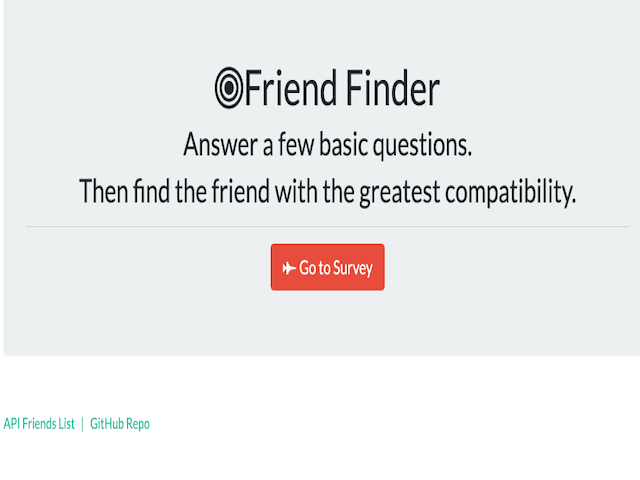 Friend Finder
Answer a few basic questions.
Then find the friend with the greatest compatibility.
Go to Survey
API Friends List | GitHub Repo